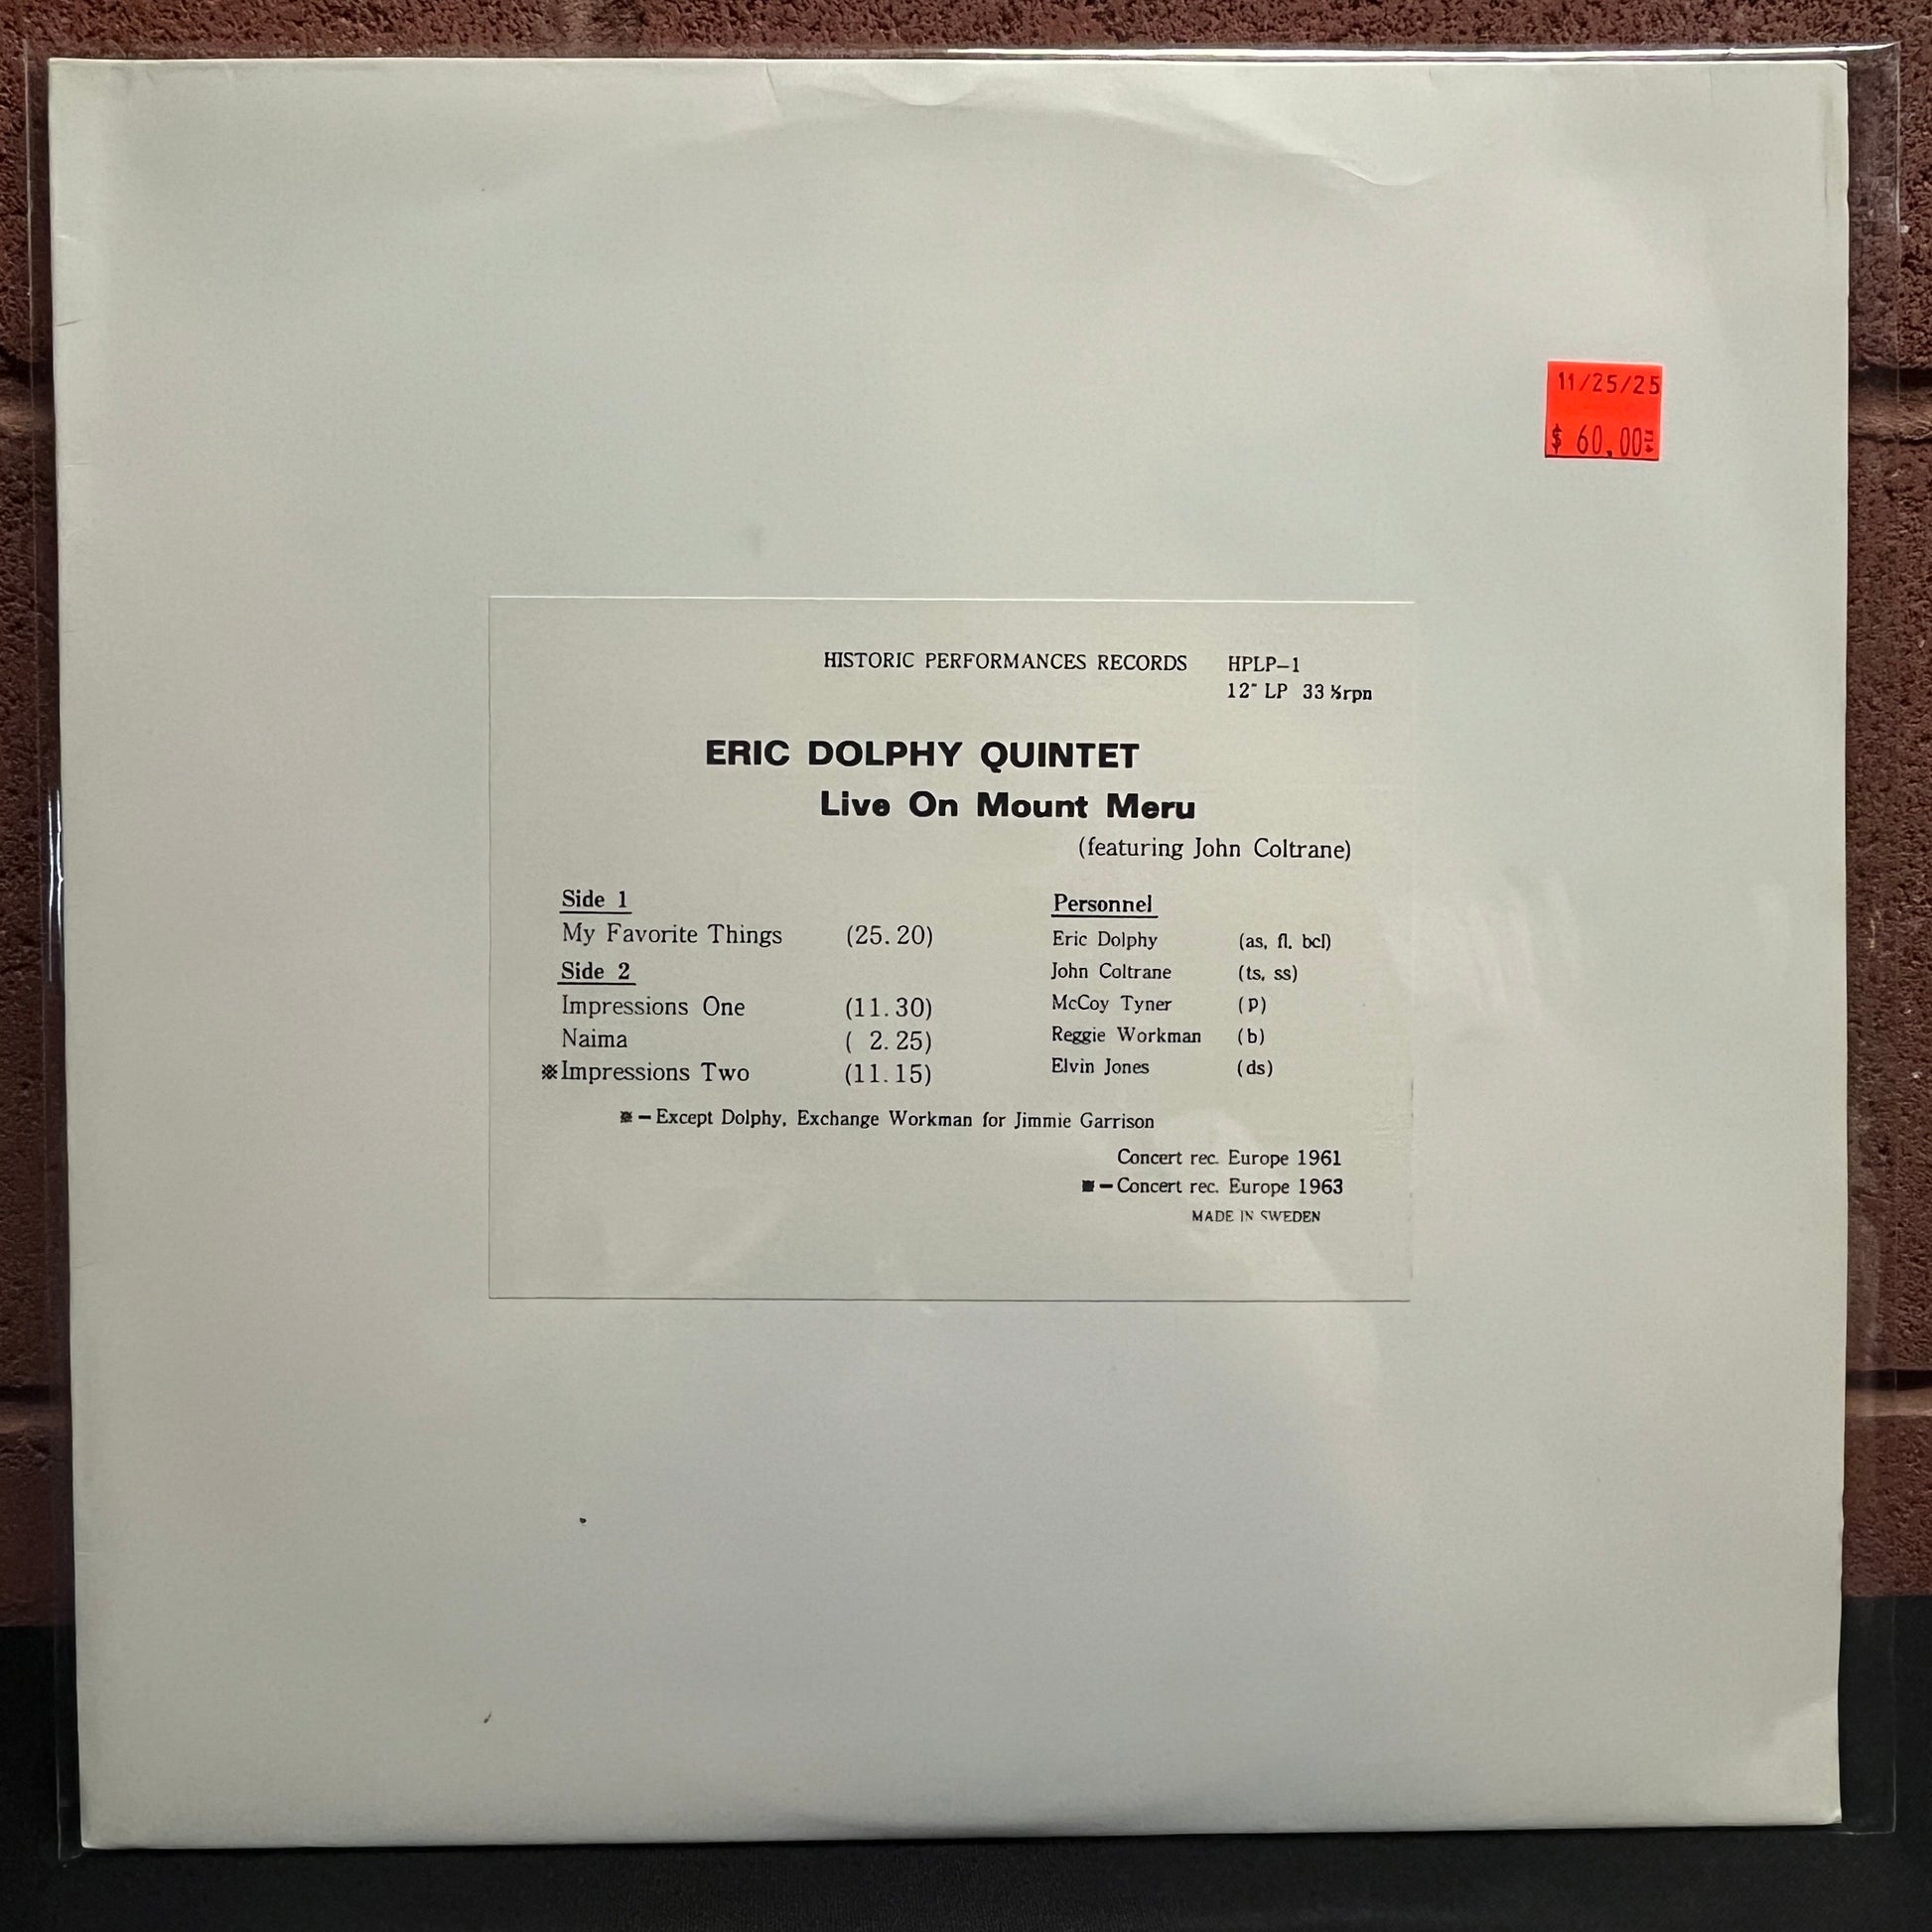 11/25/25
$ 60.00
HISTORIC PERFORMANCES RECORDS HPLP-1
12" LP 33 ⅓rpn
ERIC DOLPHY QUINTET
Live On Mount Meru
(featuring John Coltrane)
Side 1 Personnel
My Favorite Things (25.20) Eric Dolphy (as, fl. bcl)
Side 2 John Coltrane (ts, ss)
Impressions One (11.30) McCoy Tyner (p)
Naima ( 2.25) Reggie Workman (b)
※Impressions Two (11.15) Elvin Jones (ds)
※-Except Dolphy, Exchange Workman for Jimmie Garrison
Concert rec. Europe 1961
※-Concert rec. Europe 1963
MADE IN SWEDEN